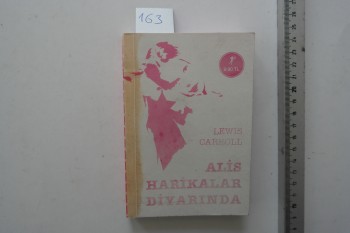 163
LEWIS
CARROLL
ALİS
HARİKALAR
DİYARINDA